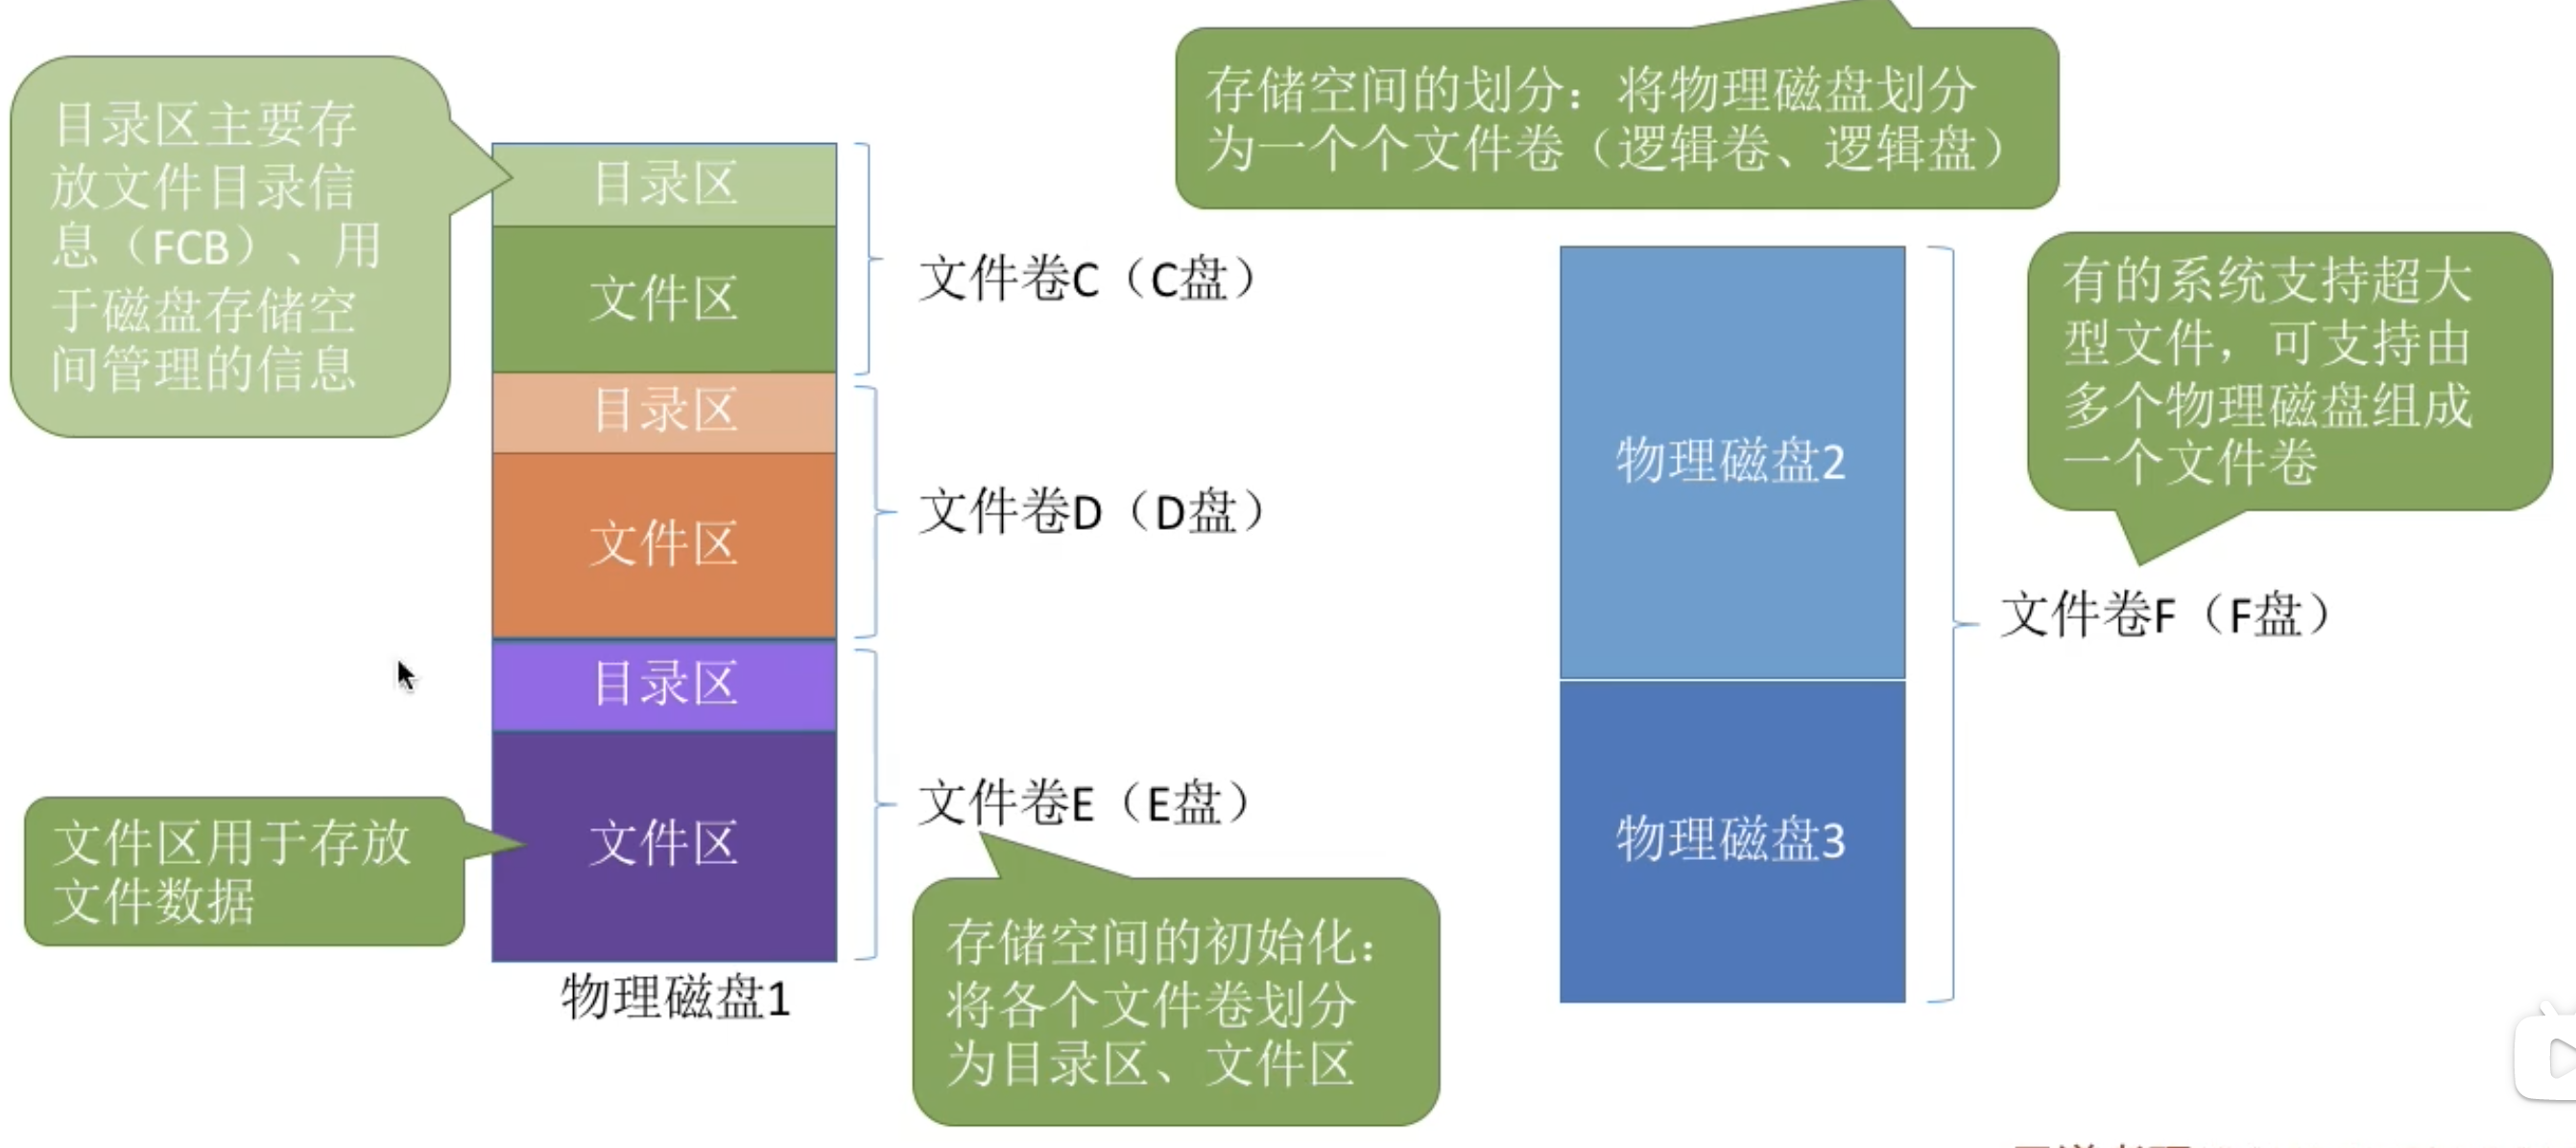 存储空间的划分：将物理磁盘划分
为一个个文件卷（逻辑卷、逻辑盘）
目录区主要存
放文件目录信
息（FCB）、用
于磁盘存储空
间管理的信息
目录区
文件区
文件卷C（C盘）
目录区
文件区
文件卷D（D盘）
目录区
文件区
文件卷E（E盘）
文件区用于存放
文件数据
物理磁盘1
存储空间的初始化：
将各个文件卷划分
为目录区、文件区
物理磁盘2
物理磁盘3
有的系统支持超大
型文件，可支持由
多个物理磁盘组成
一个文件卷
文件卷F（F盘）